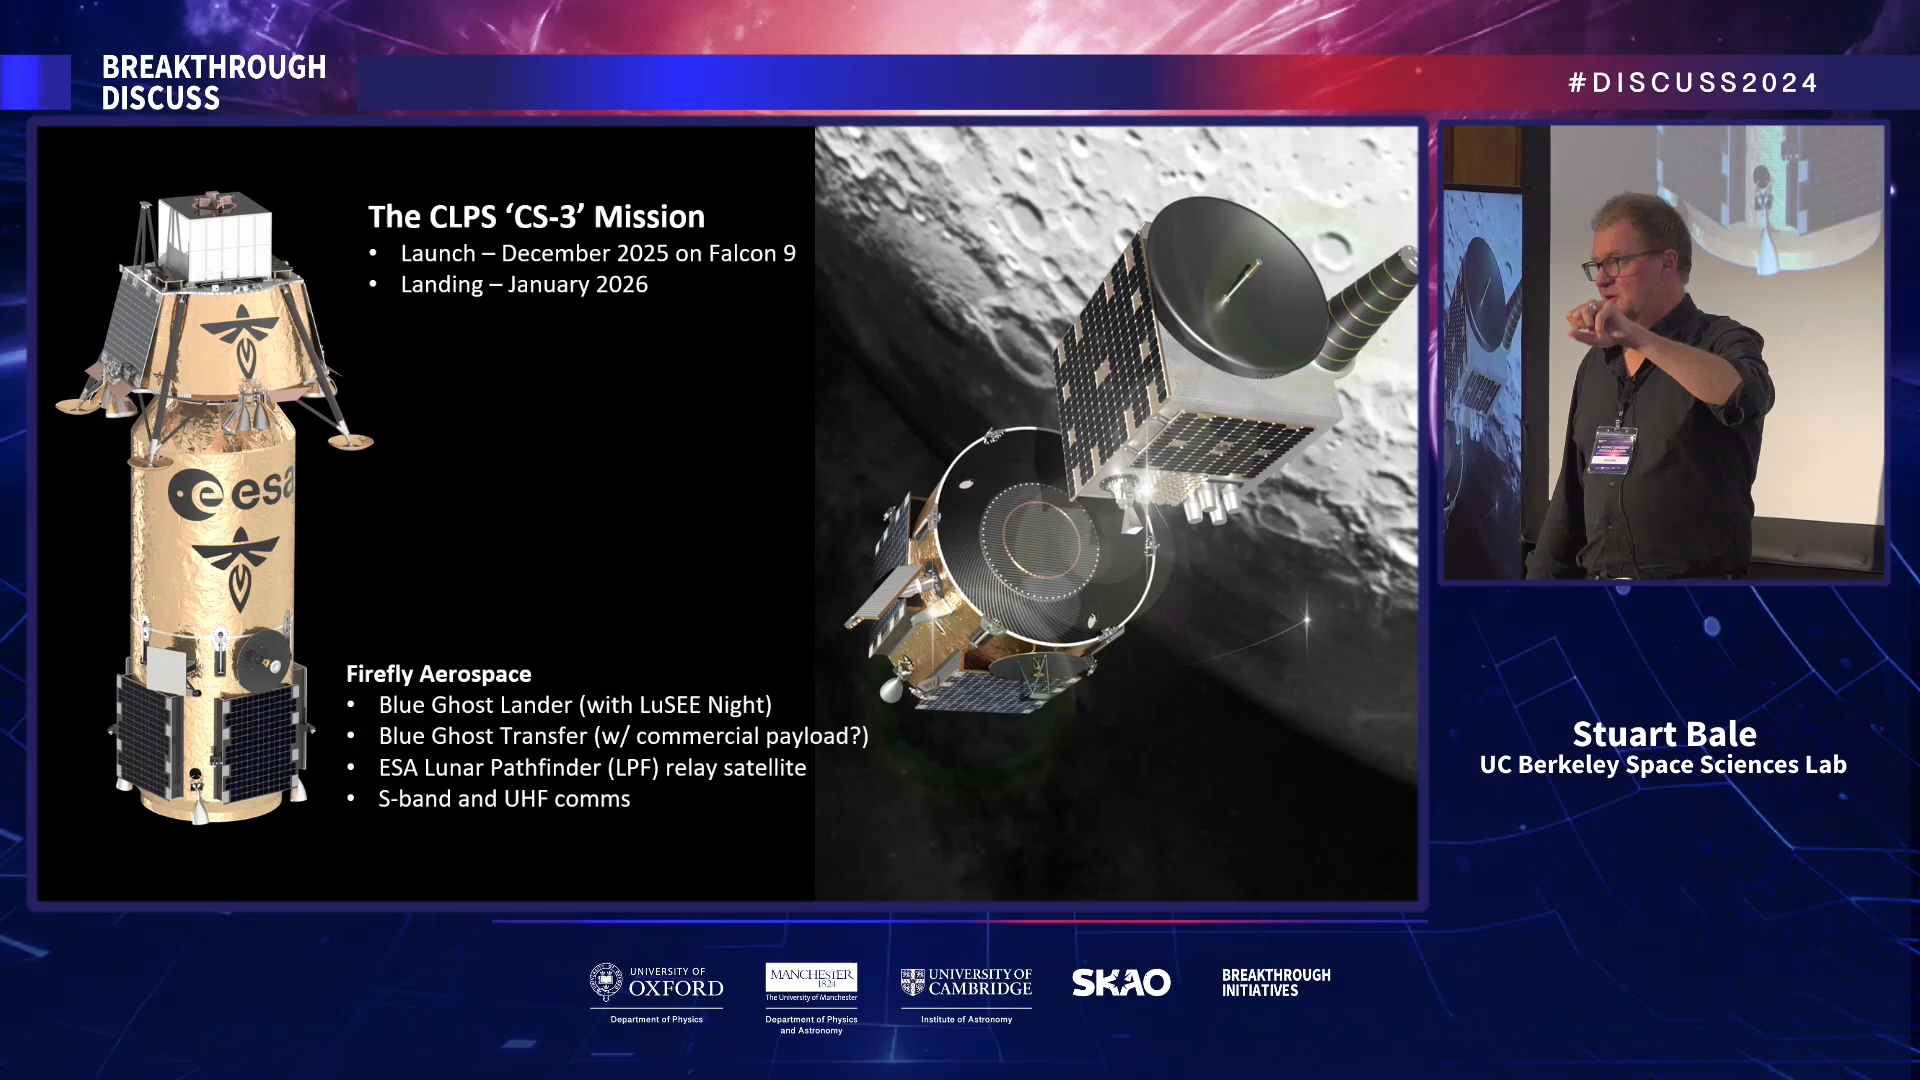 BREAKTHROUGH
DISCUSS
#DISCUSS2024
The CLPS ‘CS-3’ Mission
• Launch – December 2025 on Falcon 9
• Landing – January 2026
esa
Firefly Aerospace
• Blue Ghost Lander (with LuSEE Night)
• Blue Ghost Transfer (w/ commercial payload?)
• ESA Lunar Pathfinder (LPF) relay satellite
• S-band and UHF comms
Stuart Bale
UC Berkeley Space Sciences Lab
UNIVERSITY OF
OXFORD
Department of Physics
MANCHESTER
1824
The University of Manchester
Department of Physics
and Astronomy
UNIVERSITY OF
CAMBRIDGE
Institute of Astronomy
SKAO
BREAKTHROUGH
INITIATIVES